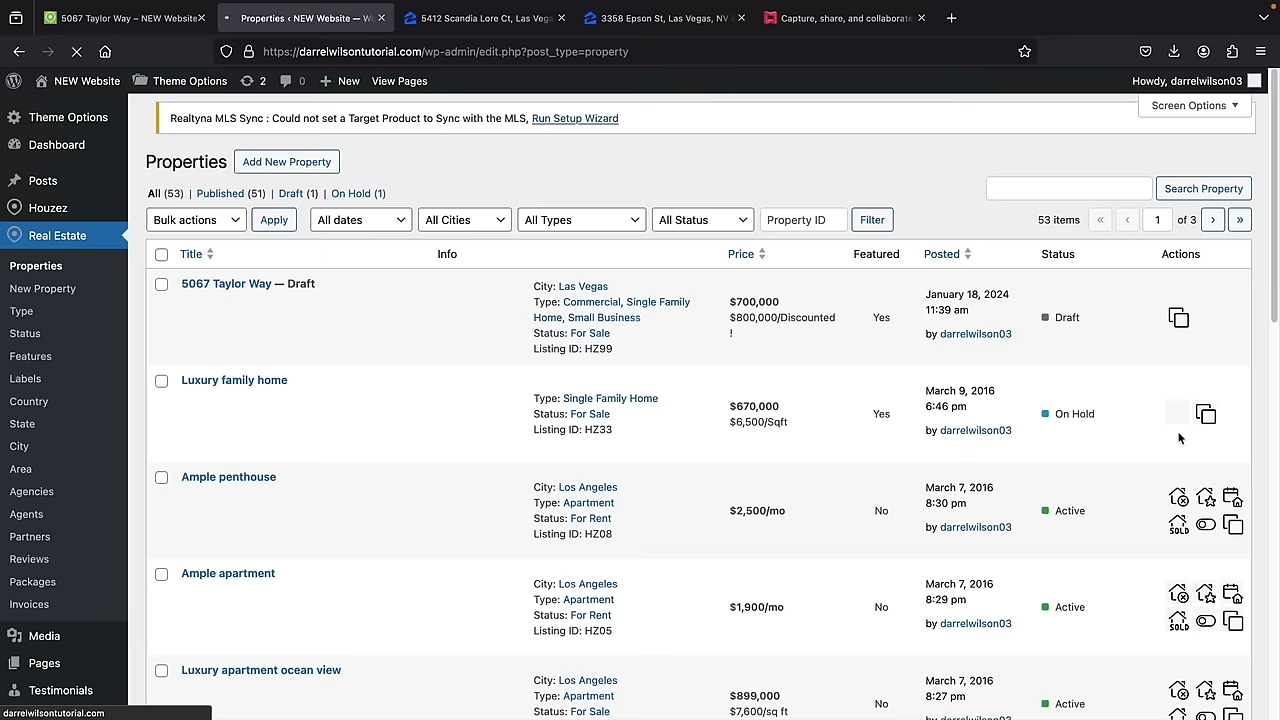 5067 Taylor Way – NEW Website
Properties ‹ NEW Website — Wo
5412 Scandia Lore Ct, Las Vega
3358 Epson St, Las Vegas, NV
Capture, share, and collaborate
https://darrelwilsontutorial.com/wp-admin/edit.php?post_type=property
NEW Website Theme Options 2 0 New View Pages Howdy, darrelwilson03
Theme Options
Dashboard
Posts
Houzez
Real Estate
Properties
New Property
Type
Status
Features
Labels
Country
State
City
Area
Agencies
Agents
Partners
Reviews
Packages
Invoices
Media
Pages
Testimonials
darrelwilsontutorial.com
Screen Options
Realtyna MLS Sync : Could not set a Target Product to Sync with the MLS, Run Setup Wizard
Properties Add New Property
All (53) | Published (51) | Draft (1) | On Hold (1)
Search Property
Bulk actions Apply All dates All Cities All Types All Status Property ID Filter 53 items « ‹ 1 of 3 › »
Title Info Price Featured Posted Status Actions
5067 Taylor Way — Draft
City: Las Vegas
Type: Commercial, Single Family
Home, Small Business
Status: For Sale
Listing ID: HZ99
$700,000
$800,000/Discounted
!
Yes
January 18, 2024
11:39 am
by darrelwilson03
Draft
Luxury family home
Type: Single Family Home
Status: For Sale
Listing ID: HZ33
$670,000
$6,500/Sqft
Yes
March 9, 2016
6:46 pm
by darrelwilson03
On Hold
Ample penthouse
City: Los Angeles
Type: Apartment
Status: For Rent
Listing ID: HZ08
$2,500/mo
No
March 7, 2016
8:30 pm
by darrelwilson03
Active
SOLD
Ample apartment
City: Los Angeles
Type: Apartment
Status: For Rent
Listing ID: HZ05
$1,900/mo
No
March 7, 2016
8:29 pm
by darrelwilson03
Active
SOLD
Luxury apartment ocean view
City: Los Angeles
Type: Apartment
Status: For Sale
$899,000
$7,600/sq ft
No
March 7, 2016
8:27 pm
by darrelwilson03
Active